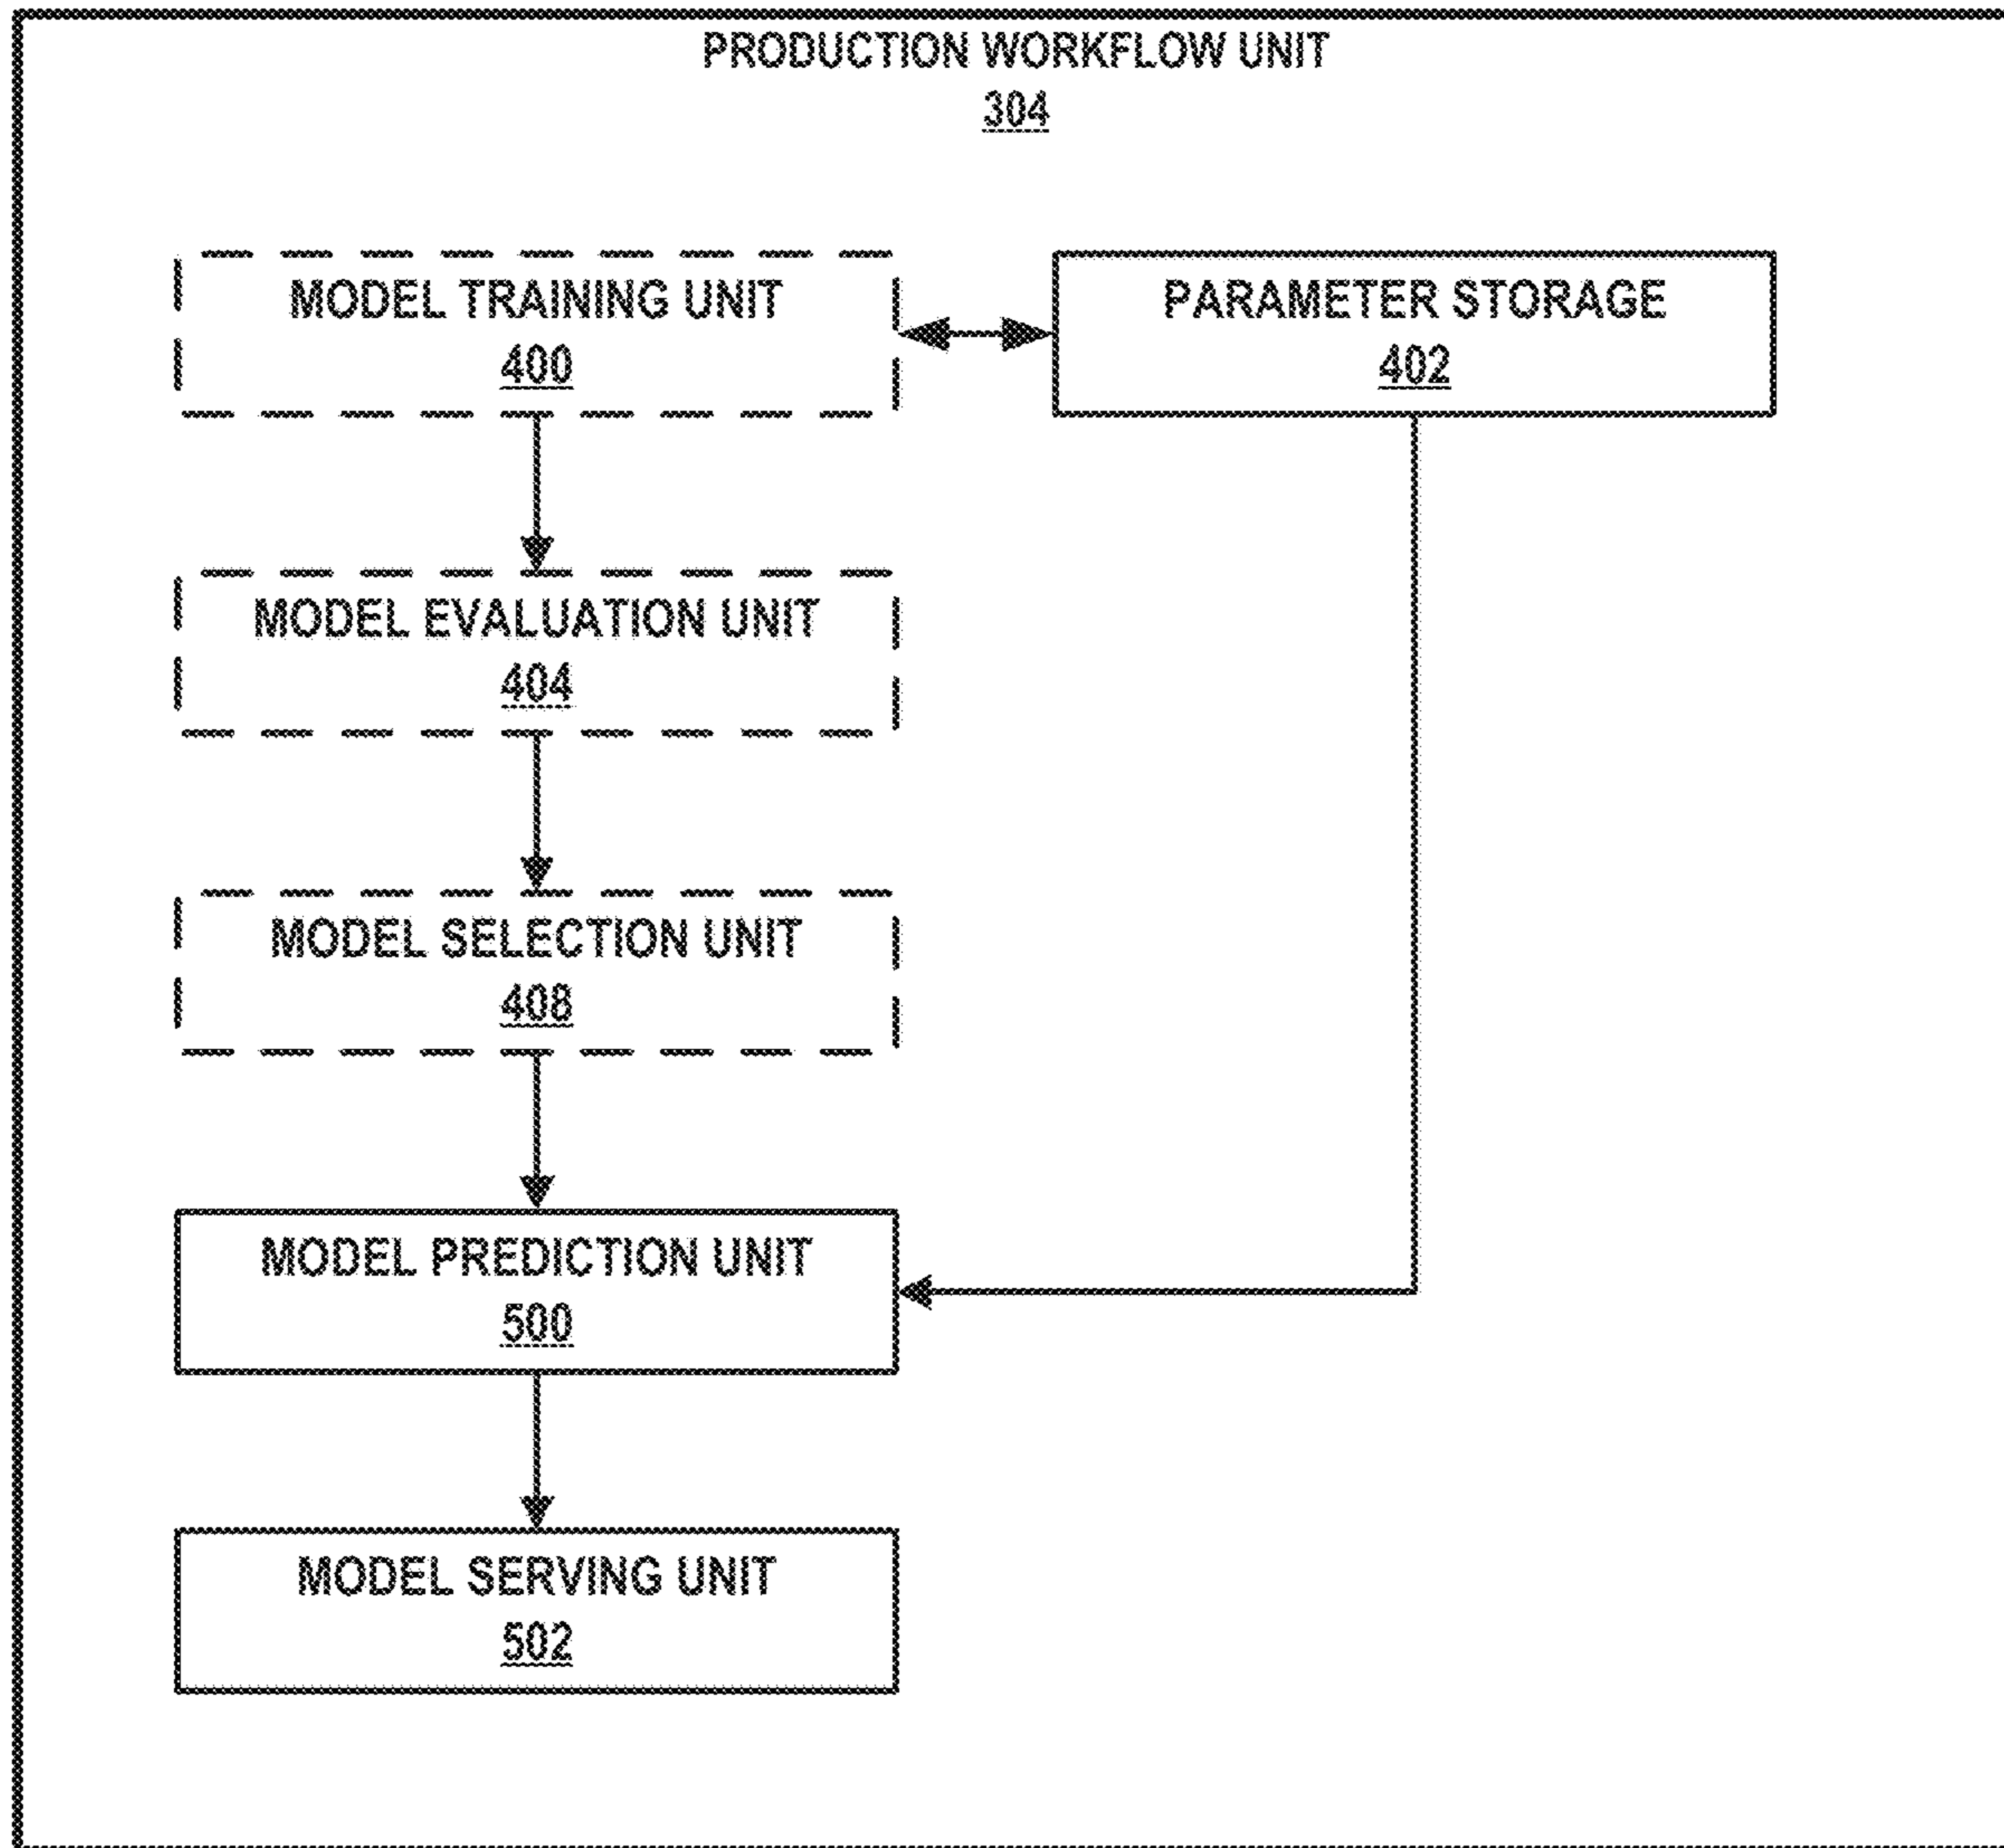 PRODUCTION WORKFLOW UNIT
304
MODEL TRAINING UNIT
400
PARAMETER STORAGE
402
MODEL EVALUATION UNIT
404
MODEL SELECTION UNIT
408
MODEL PREDICTION UNIT
500
MODEL SERVING UNIT
502